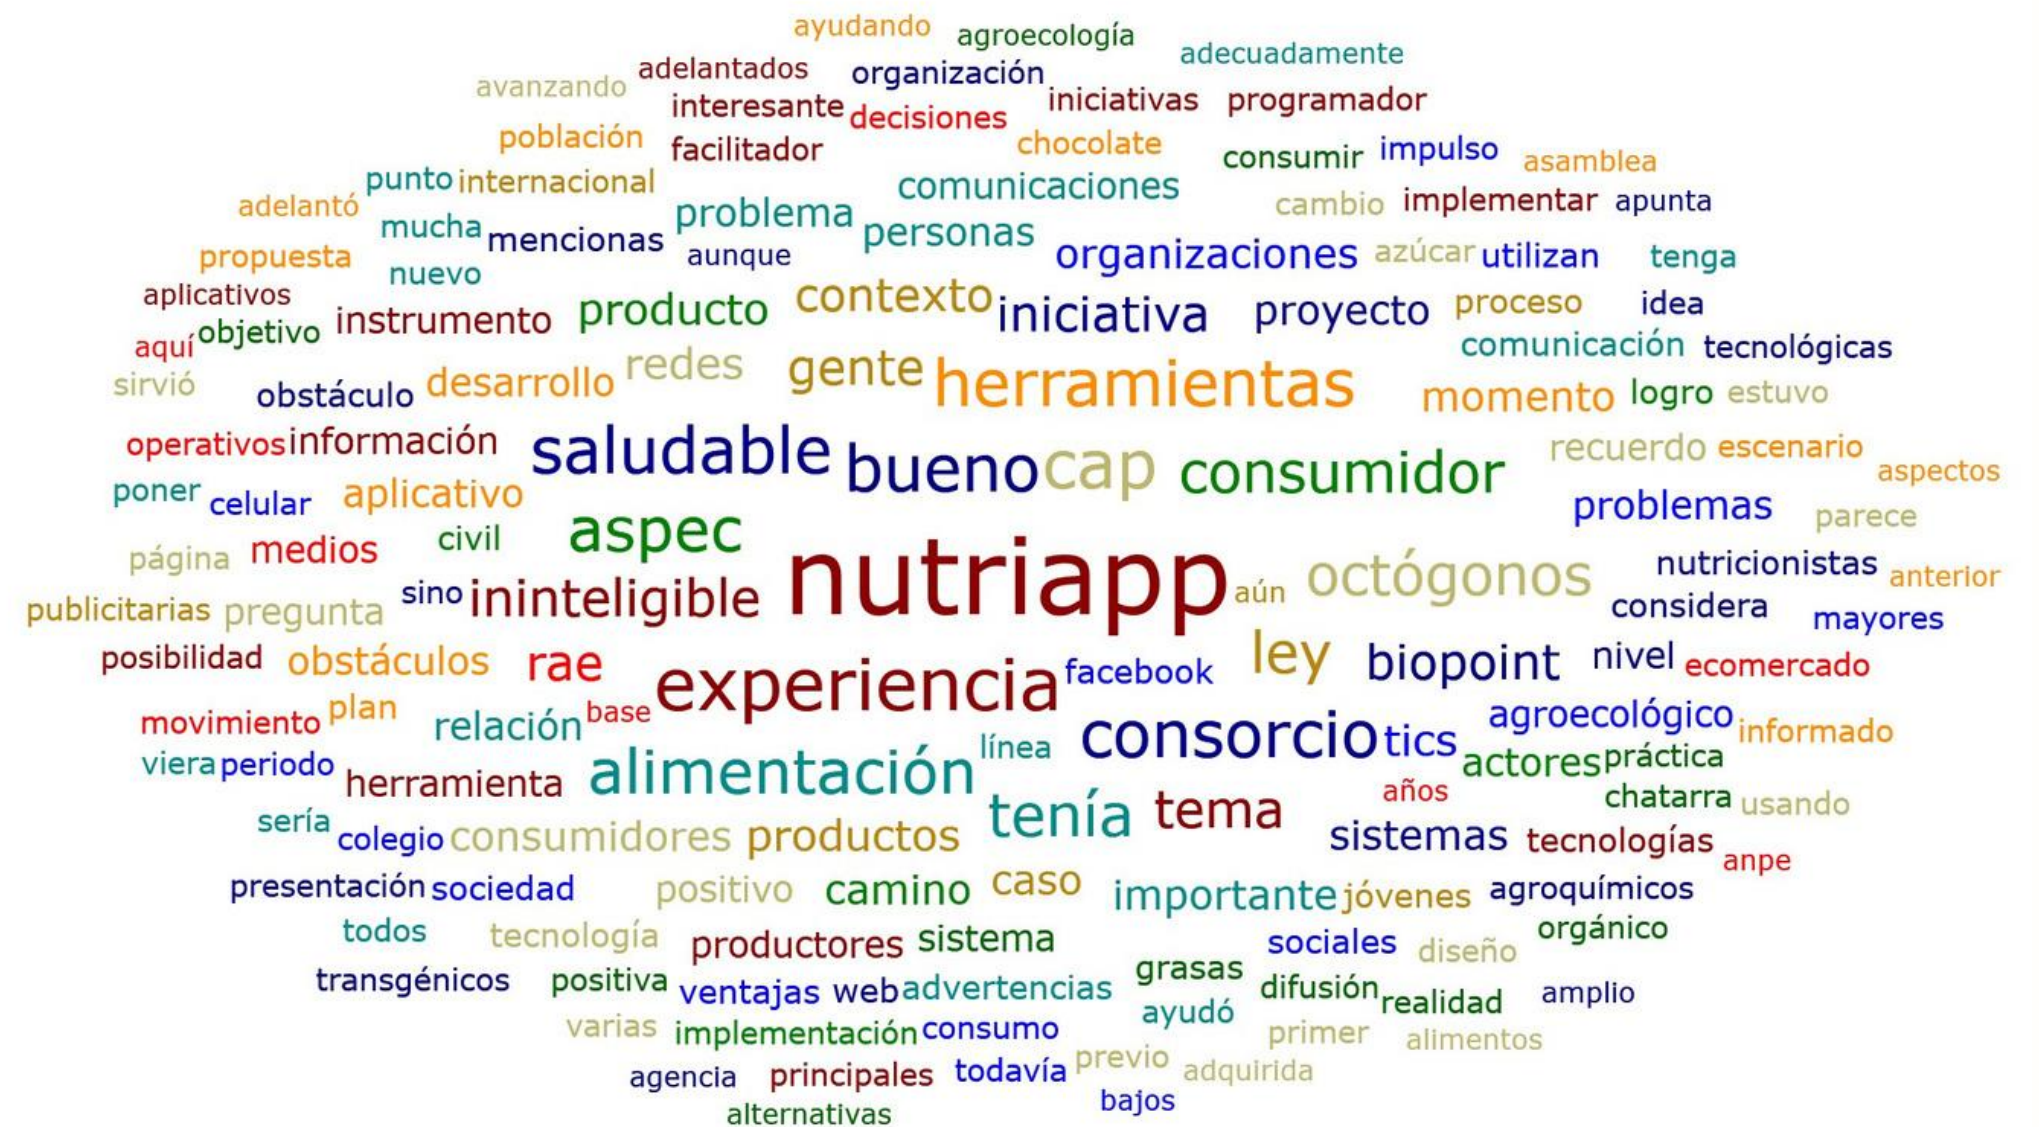 ayudando agroecología adecuadamente
avanzando adelantados organización
interesante decisiones iniciativas programador
población facilitador chocolate consumir impulso asamblea
punto internacional comunicaciones
adelantó mucha mencionas problema personas cambio implementar apunta
propuesta nuevo aunque organizaciones azúcar utilizan tenga
aplicativos instrumento producto contexto iniciativa proyecto proceso idea
aquí objetivo comunicación tecnológicas
sirvió obstáculo desarrollo redes gente herramientas momento logro estuvo
operativos información saludable bueno cap consumidor recuerdo escenario aspectos
poner celular aplicativo problemas parece
página medios civil aspec nutriapp octógonos nutricionistas anterior
publicitarias pregunta sino ininteligible aún considera mayores
posibilidad obstáculos rae experiencia facebook ley biopoint nivel ecomercado
movimiento plan relación base consorcio tics agroecológico informado
viera periodo herramienta alimentación línea actores práctica
sería tenía tema años chatarra usando
colegio consumidores productos sistemas tecnologías anpe
presentación sociedad positivo camino caso importante jóvenes agroquímicos
todos tecnología productores sistema sociales diseño orgánico
transgénicos positiva ventajas web advertencias grasas difusión realidad amplio
varias implementación consumo ayudó primer alimentos
agencia principales todavía previo adquirida
alternativas bajos